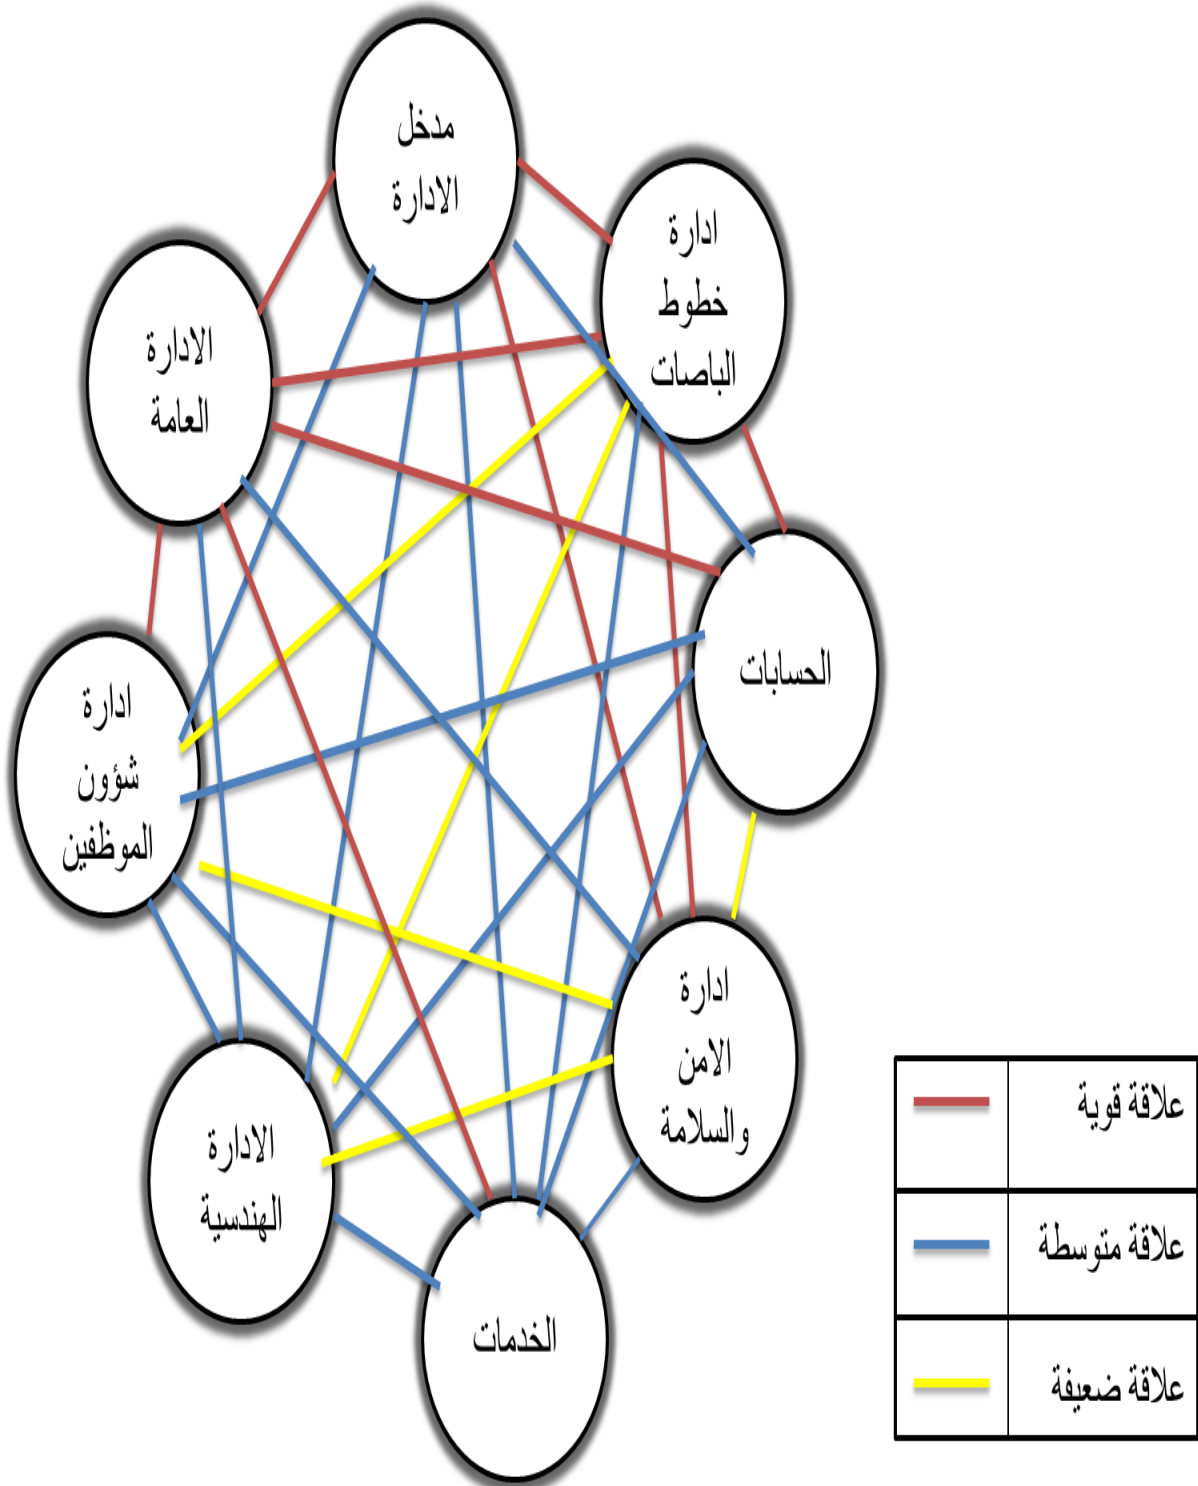 مدخل
الادارة
ادارة
خطوط
الباصات
الادارة
العامة
الحسابات
ادارة
شؤون
الموظفين
ادارة
الامن
والسلامة
الادارة
الهندسية
الخدمات
علاقة قوية
علاقة متوسطة
علاقة ضعيفة